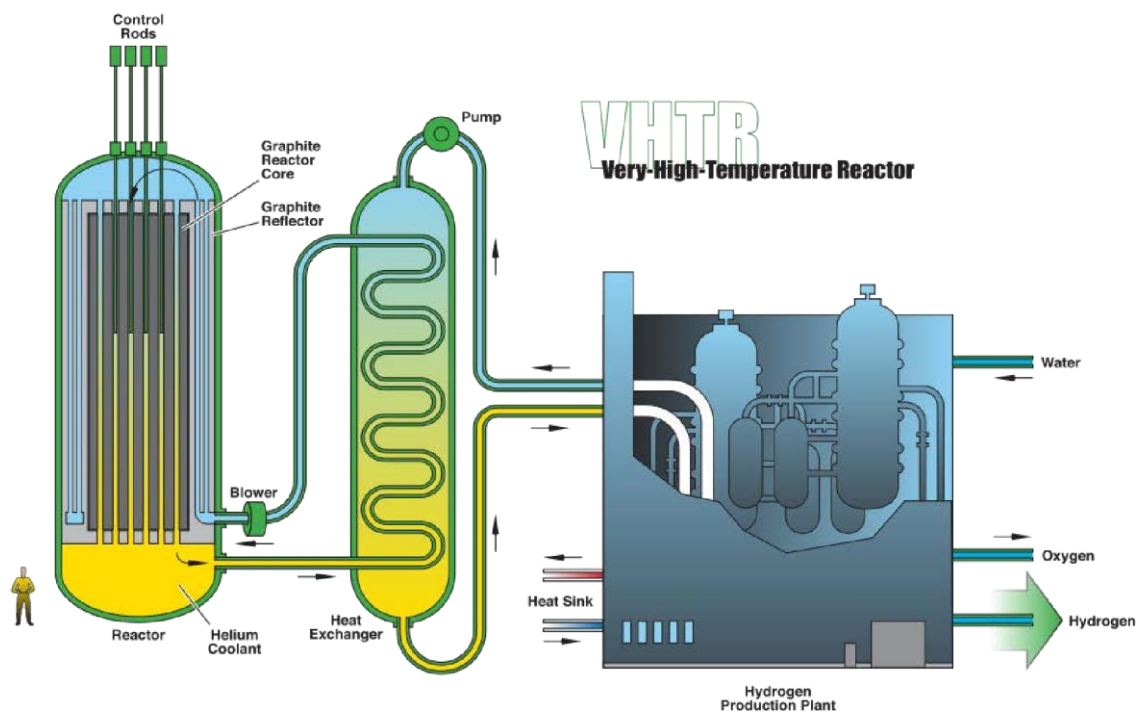 Control
Rods
VHTR
Very-High-Temperature Reactor
Pump
Graphite
Reactor
Core
Graphite
Reflector
Water
Blower
Oxygen
Heat Sink
Hydrogen
Reactor
Helium
Coolant
Heat
Exchanger
Hydrogen
Production Plant